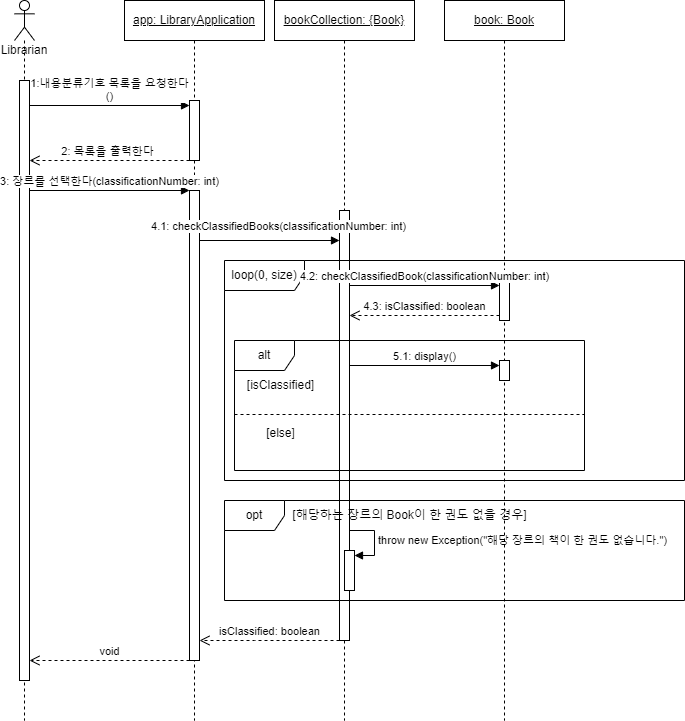 app: LibraryApplication
bookCollection: {Book}
book: Book
Librarian
1:내용분류기호 목록을 요청한다
()
2: 목록을 출력한다
3: 장르를 선택한다(classificationNumber: int)
4.1: checkClassifiedBooks(classificationNumber: int)
loop(0, size)
4.2: checkClassifiedBook(classificationNumber: int)
4.3: isClassified: boolean
alt
5.1: display()
[isClassified]
[else]
opt
[해당하는 장르의 Book이 한 권도 없을 경우]
throw new Exception("해당 장르의 책이 한 권도 없습니다.")
isClassified: boolean
void